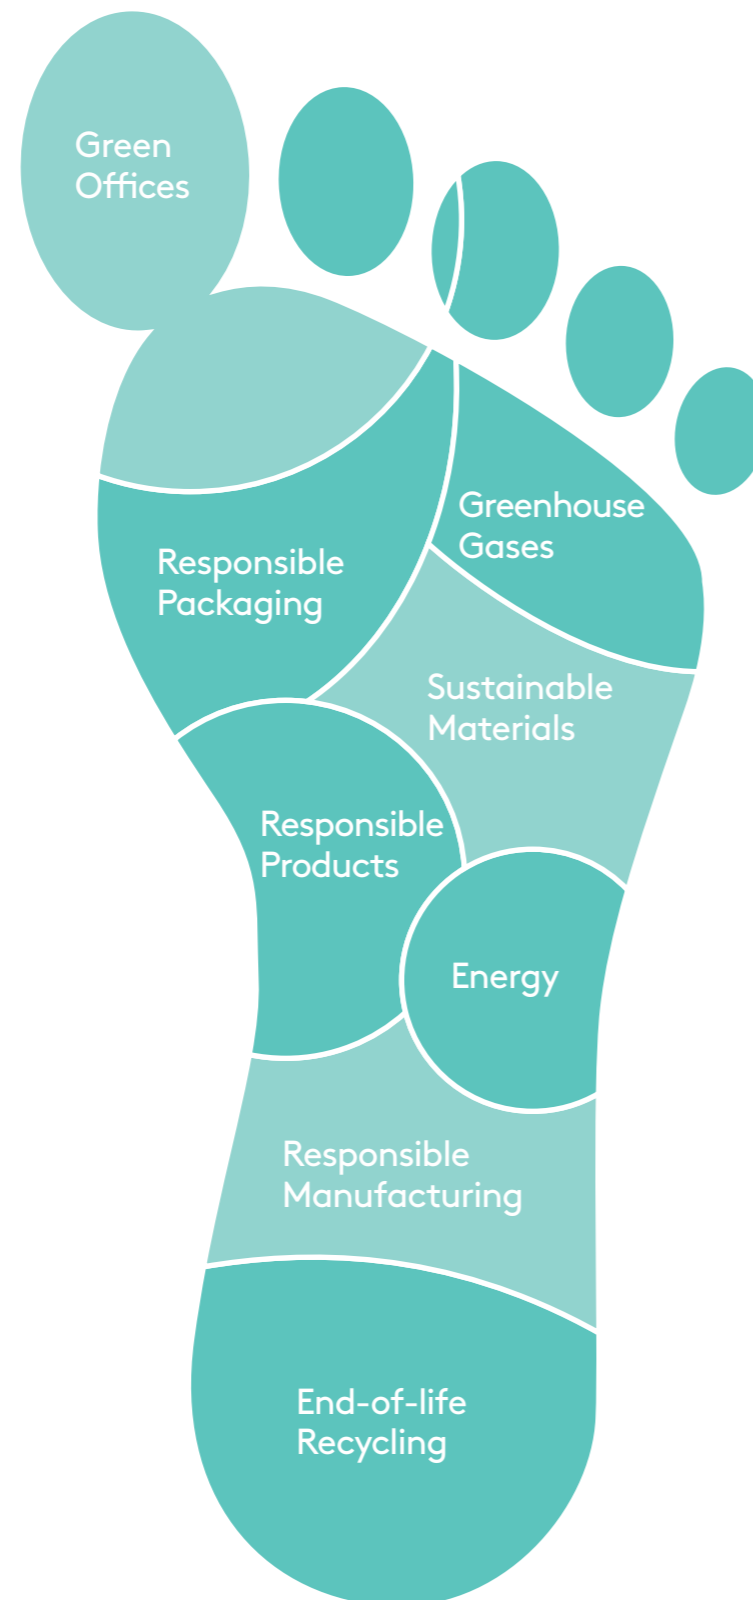 Green
Offices
Greenhouse
Gases
Responsible
Packaging
Sustainable
Materials
Responsible
Products
Energy
Responsible
Manufacturing
End-of-life
Recycling